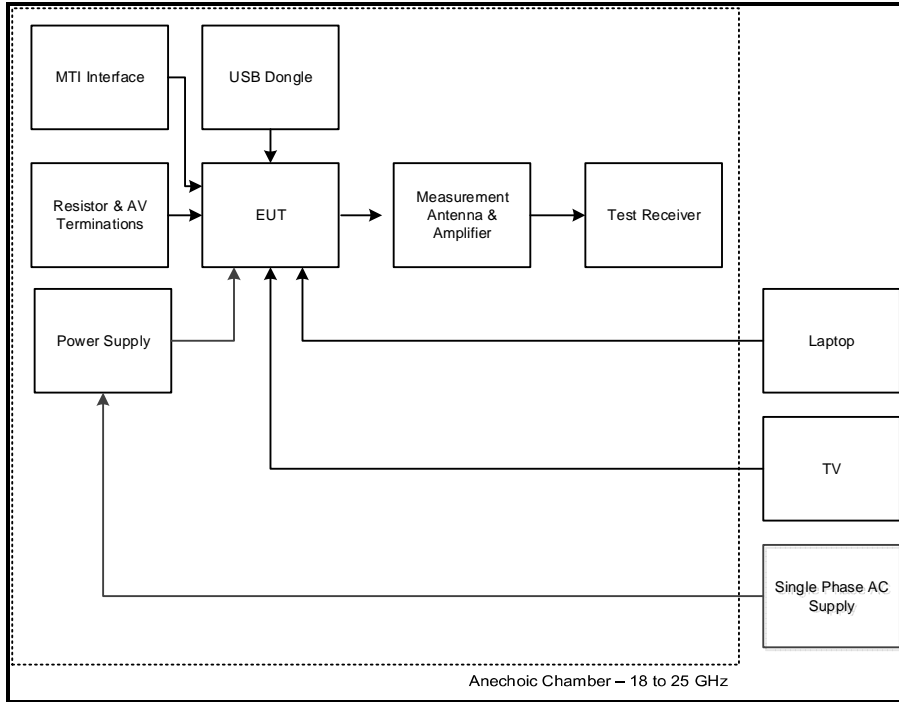 MTI Interface
USB Dongle
Resistor & AV
Terminations
EUT
Measurement
Antenna &
Amplifier
Test Receiver
Power Supply
Laptop
TV
Single Phase AC
Supply
Anechoic Chamber – 18 to 25 GHz